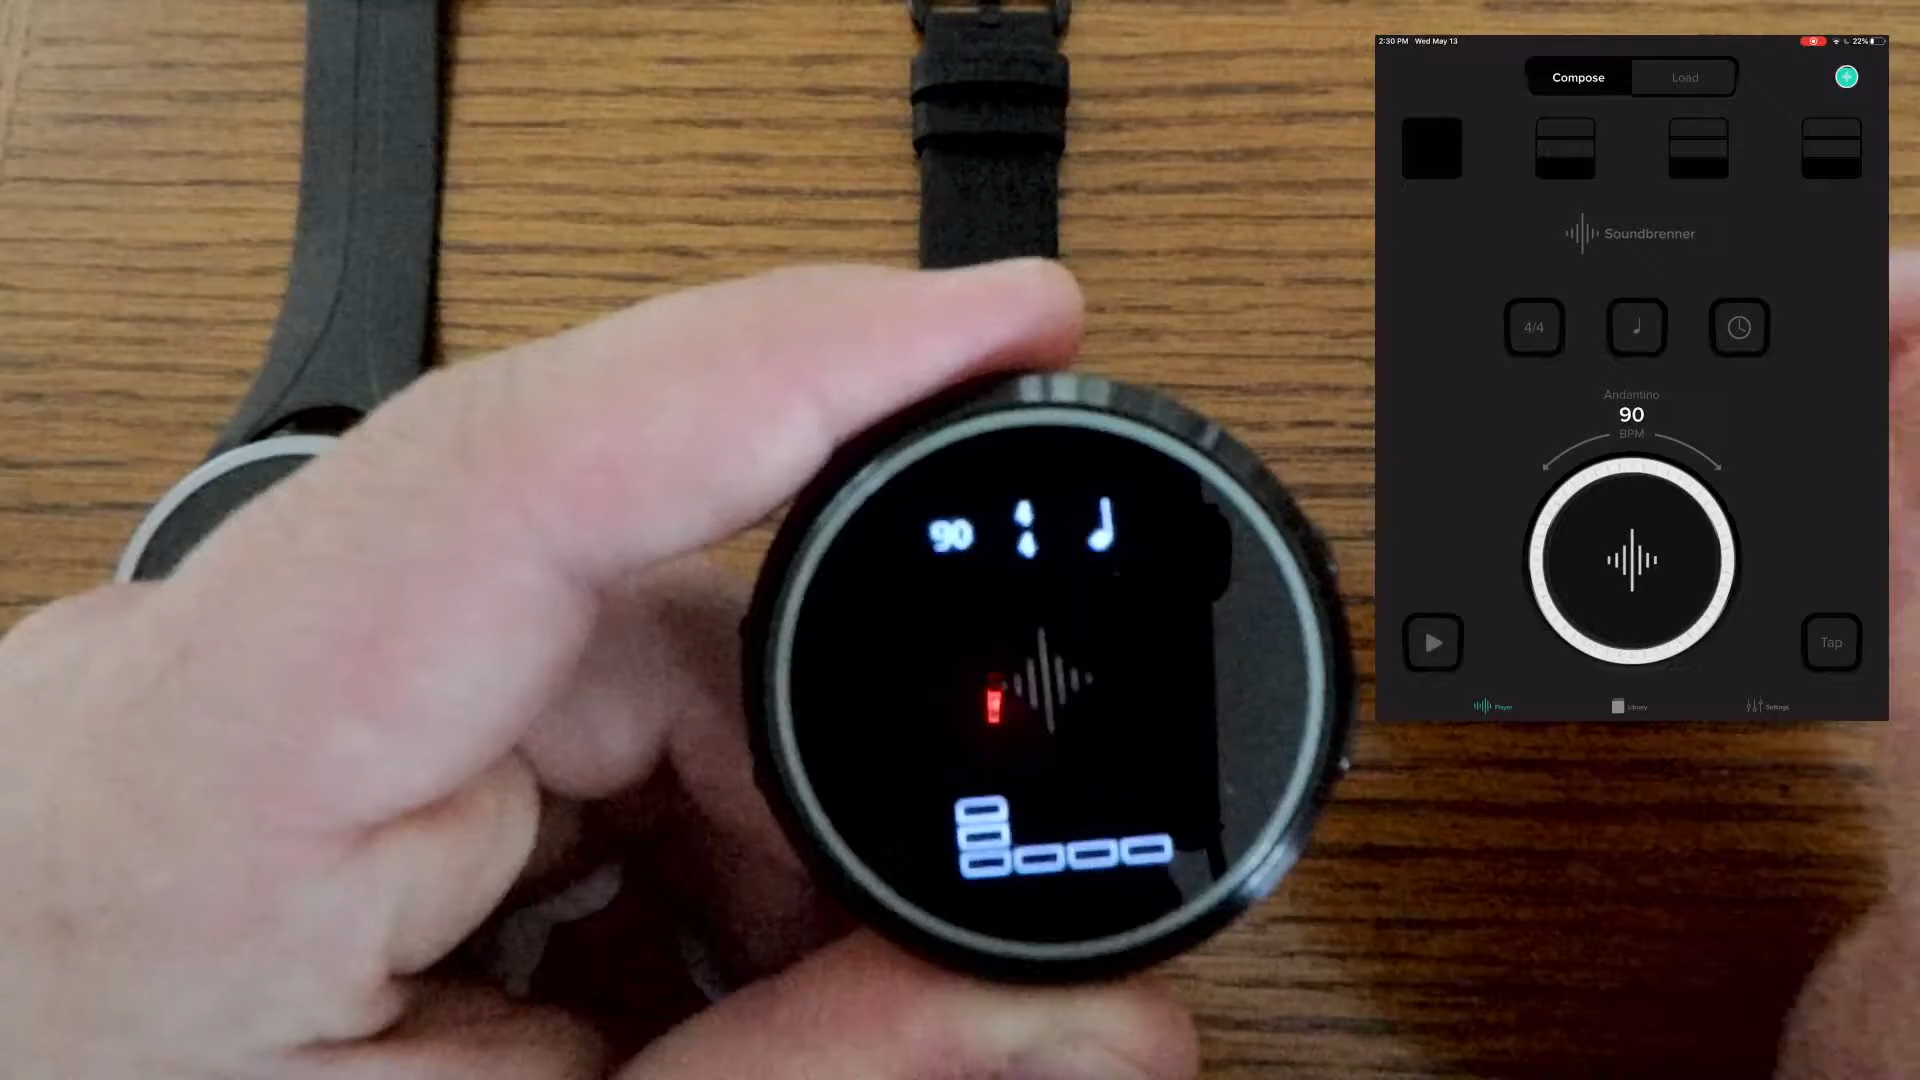 2:30 PM Wed May 13
22%
Compose
Load
Soundbrenner
4/4
Andantino
90
BPM
Tap
Player
Library
Settings
90
4
4